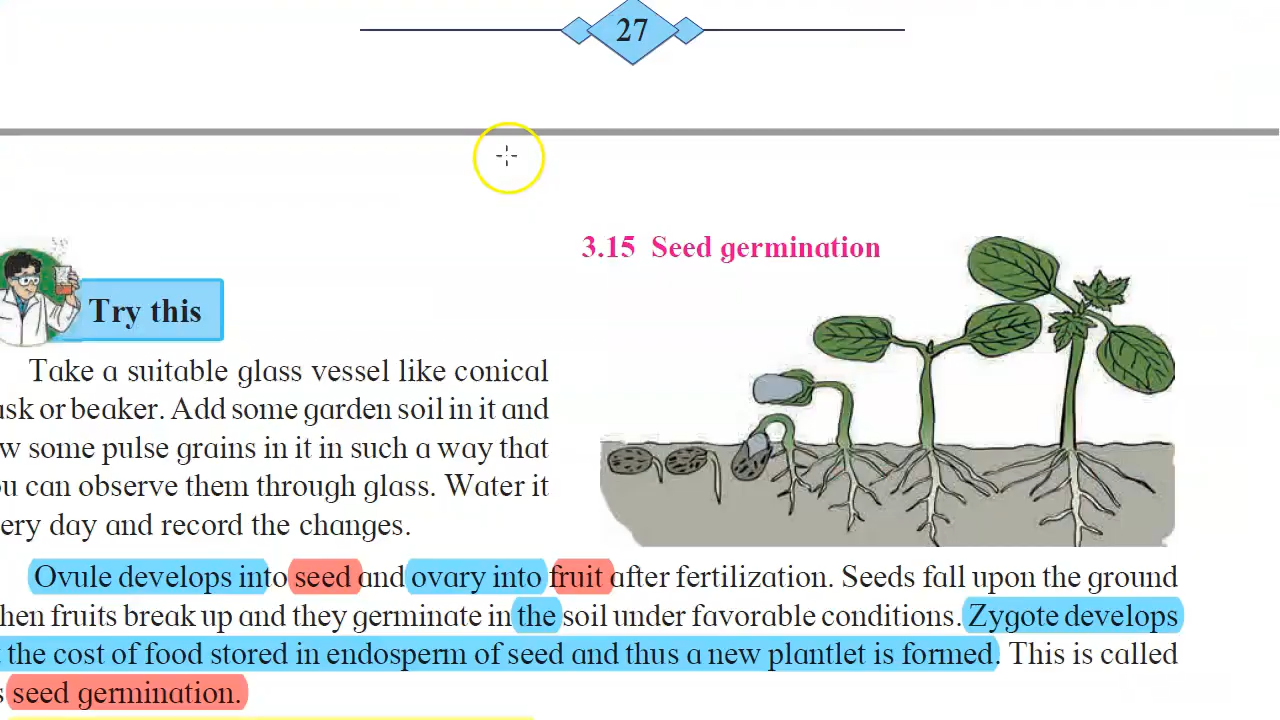 27
3.15 Seed germination
Try this
Take a suitable glass vessel like conical
or beaker. Add some garden soil in it and
some pulse grains in it in such a way that
can observe them through glass. Water it
day and record the changes.
Ovule develops into seed and ovary into fruit after fertilization. Seeds fall upon the ground
fruits break up and they germinate in the soil under favorable conditions. Zygote develops
the cost of food stored in endosperm of seed and thus a new plantlet is formed. This is called
seed germination.